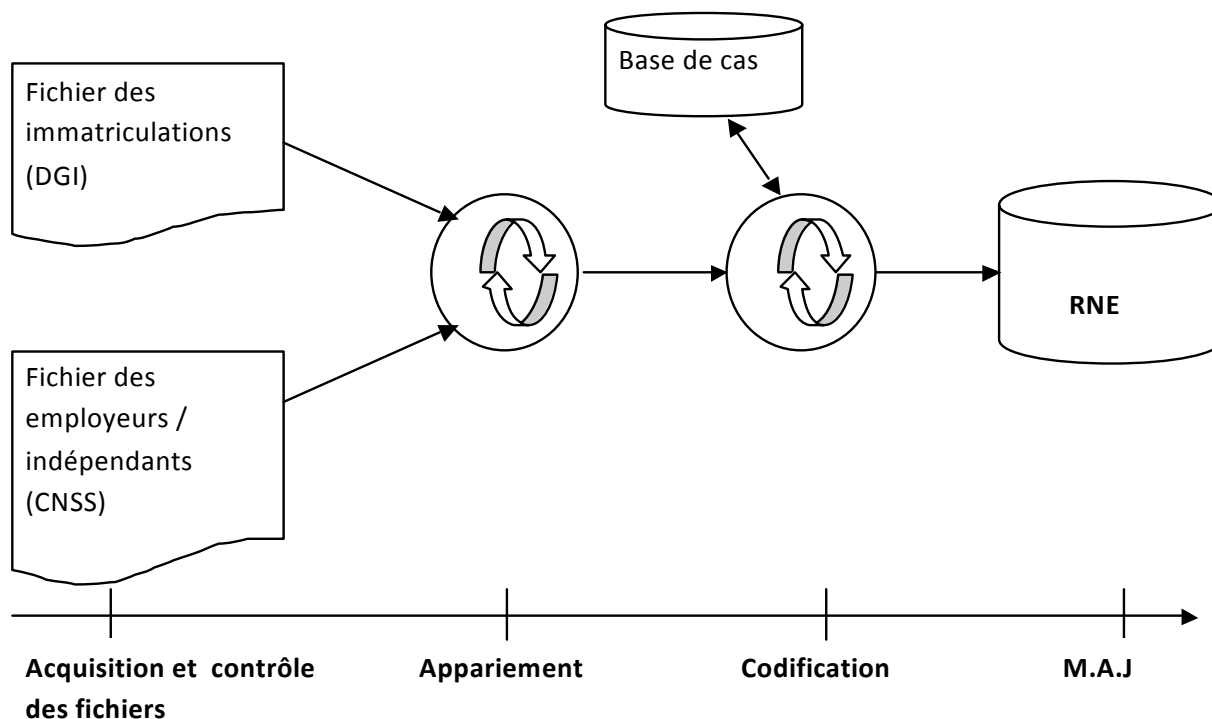 Fichier des
immatriculations
(DGI)
Base de cas
RNE
Fichier des
employeurs /
indépendants
(CNSS)
Acquisition et contrôle
des fichiers
Appariement
Codification
M.A.J